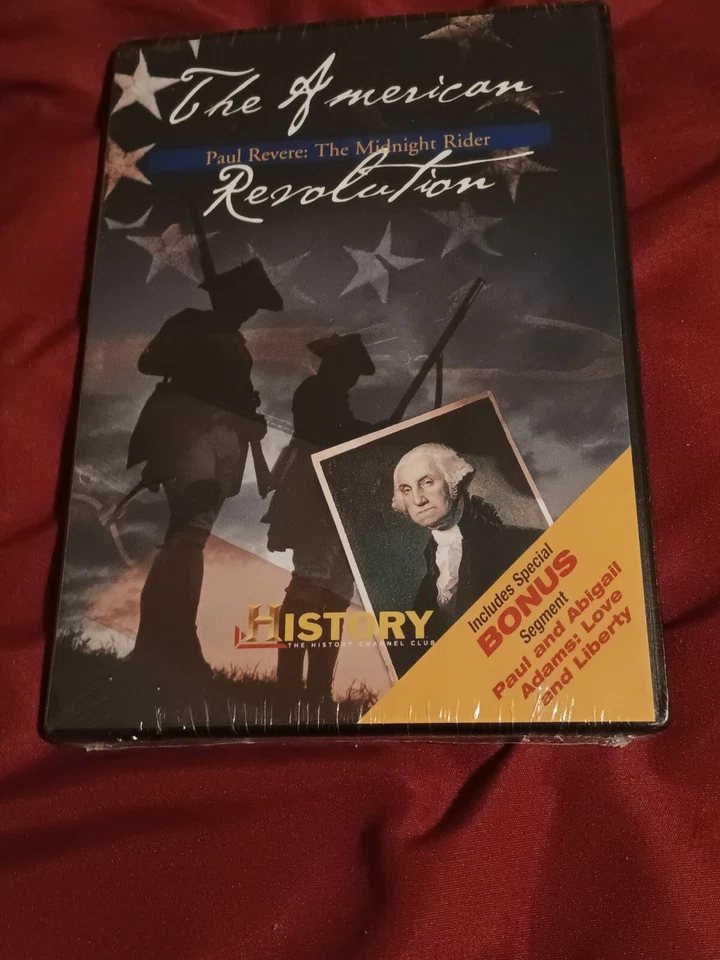 The American
Paul Revere: The Midnight Rider
Revolution
HISTORY
THE HISTORY CHANNEL CLUB
Includes Special
BONUS
Segment
Paul and Abigail
Adams: Love
and Liberty